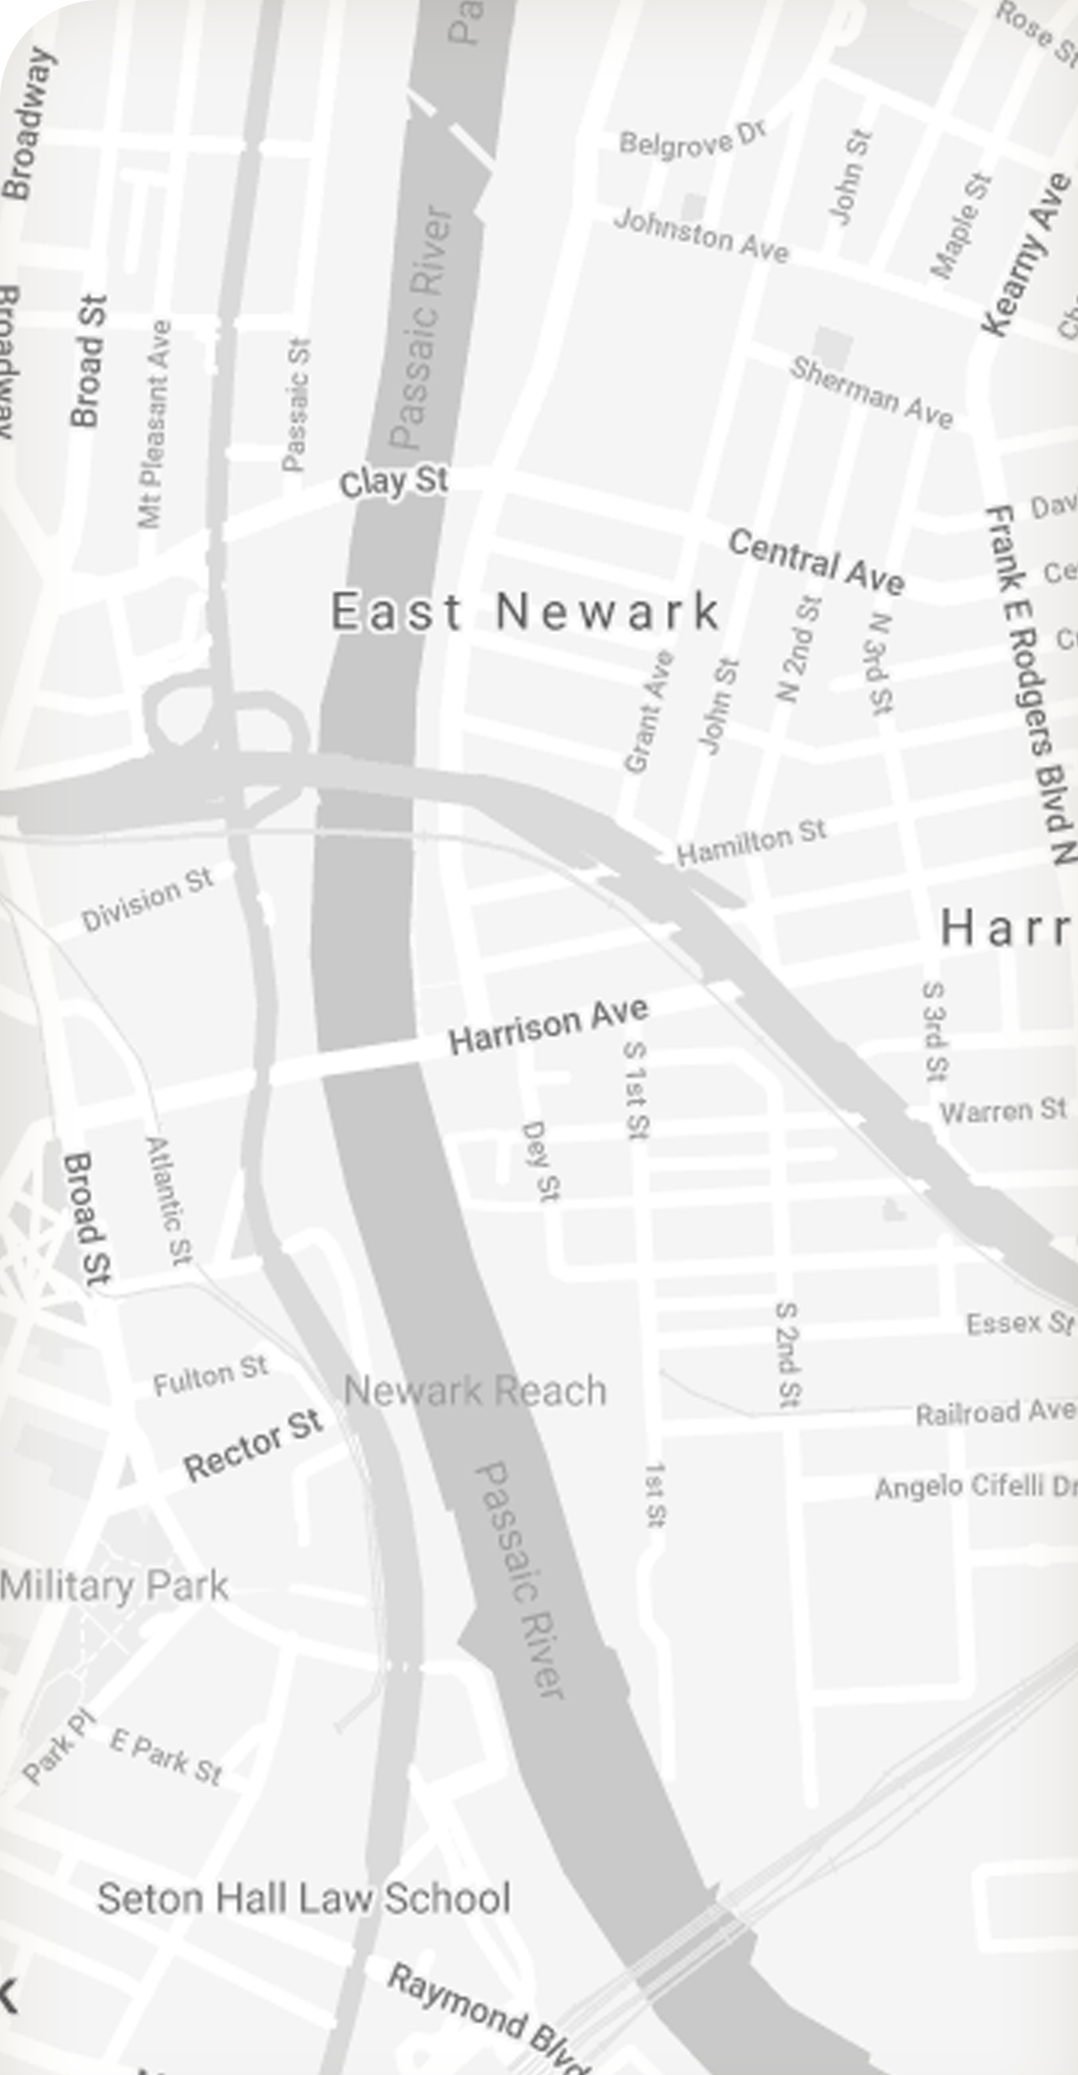 Pa
Rose St
Broadway
Belgrove Dr
John St
Maple St
Kearny Ave
Johnston Ave
Passaic River
Broadway
Broad St
Mt Pleasant Ave
Passaic St
Sherman Ave
Clay St
Central Ave
Frank E Rodgers Blvd N
Dav
Ce
East Newark
N 2nd St
N 3rd St
Grant Ave
John St
Hamilton St
Division St
Harr
Harrison Ave
S 1st St
S 3rd St
Warren St
Dey St
Atlantic St
Broad St
S 2nd St
Essex St
Fulton St
Newark Reach
Railroad Ave
Rector St
Passaic River
1st St
Angelo Cifelli Dr
Military Park
Park Pl
E Park St
Seton Hall Law School
Raymond Blvd
k